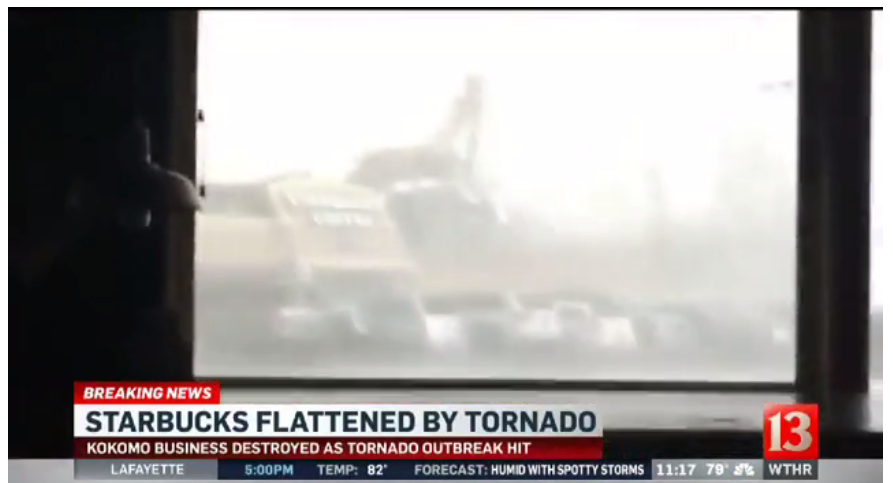 BREAKING NEWS
STARBUCKS FLATTENED BY TORNADO
KOKOMO BUSINESS DESTROYED AS TORNADO OUTBREAK HIT
13
LAFAYETTE 5:00PM TEMP: 82° FORECAST: HUMID WITH SPOTTY STORMS 11:17 79° WTHR